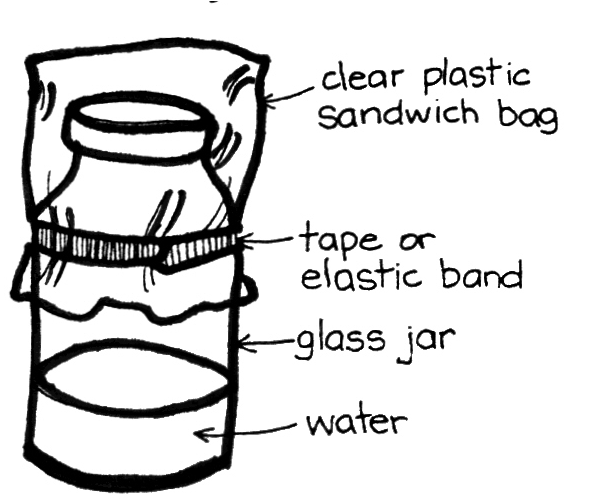 clear plastic
sandwich bag
tape or
elastic band
glass jar
water